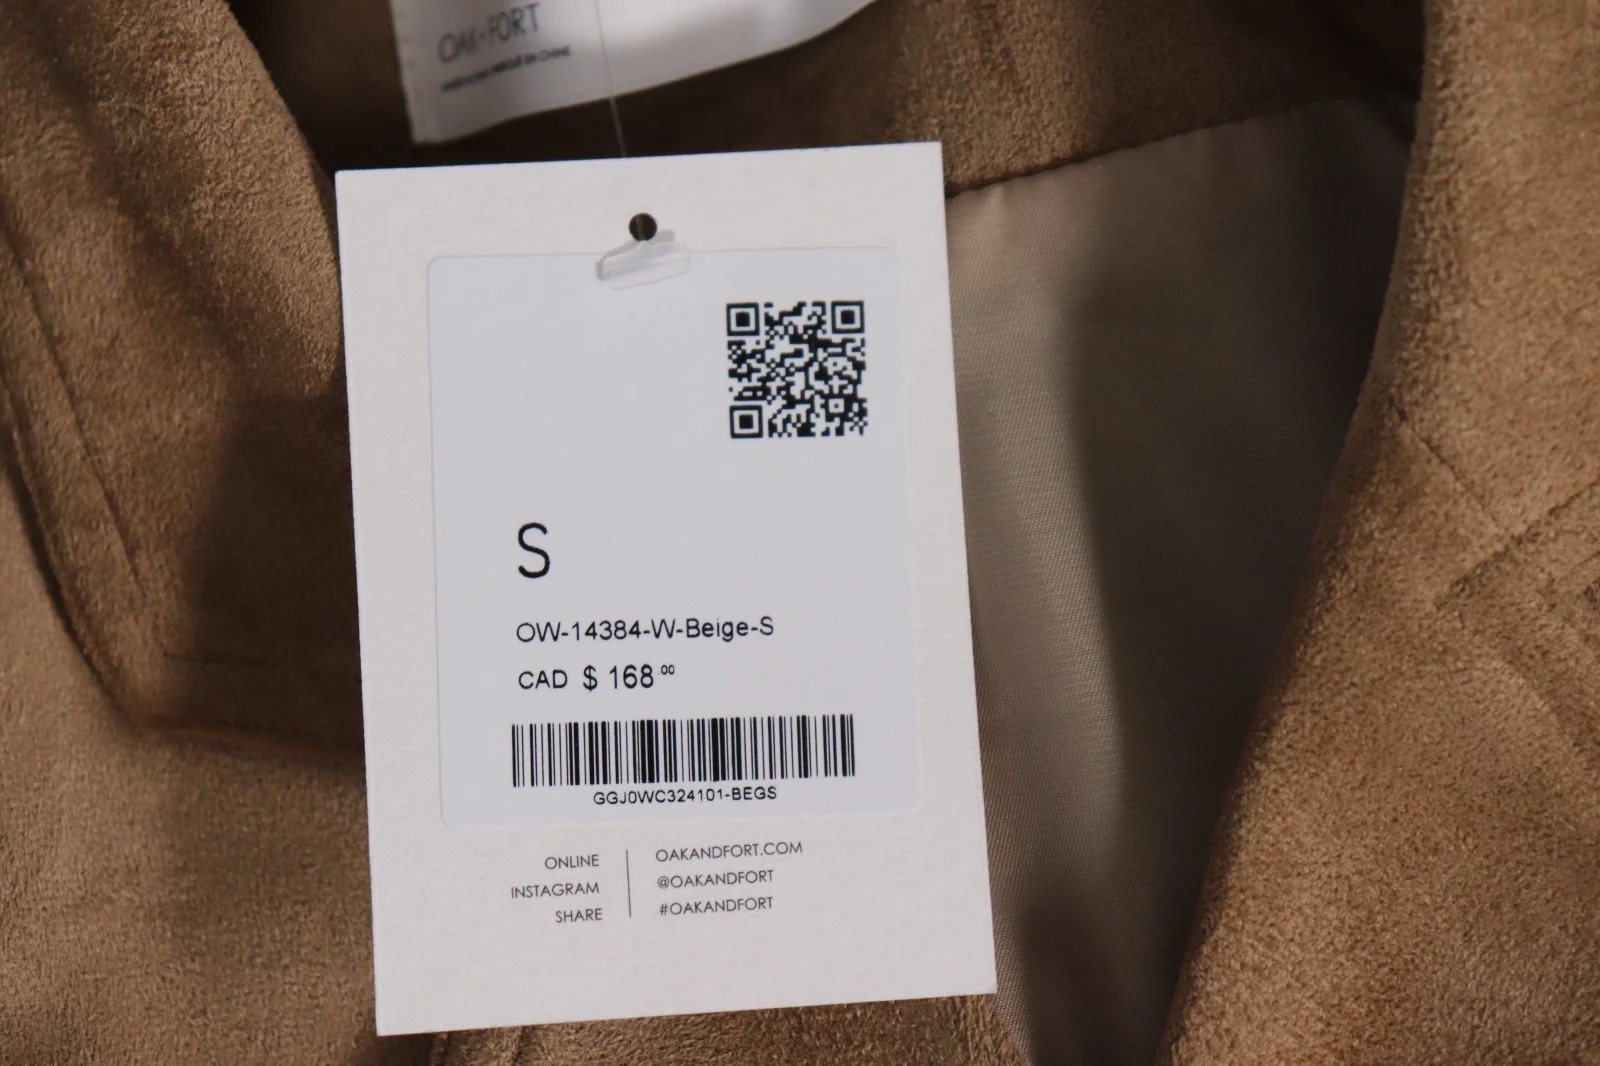 OAK+FORT
S
OW-14384-W-Beige-S
CAD $ 168.00
GGJ0WC324101-BEGS
ONLINE OAKANDFORT.COM
INSTAGRAM @OAKANDFORT
SHARE #OAKANDFORT